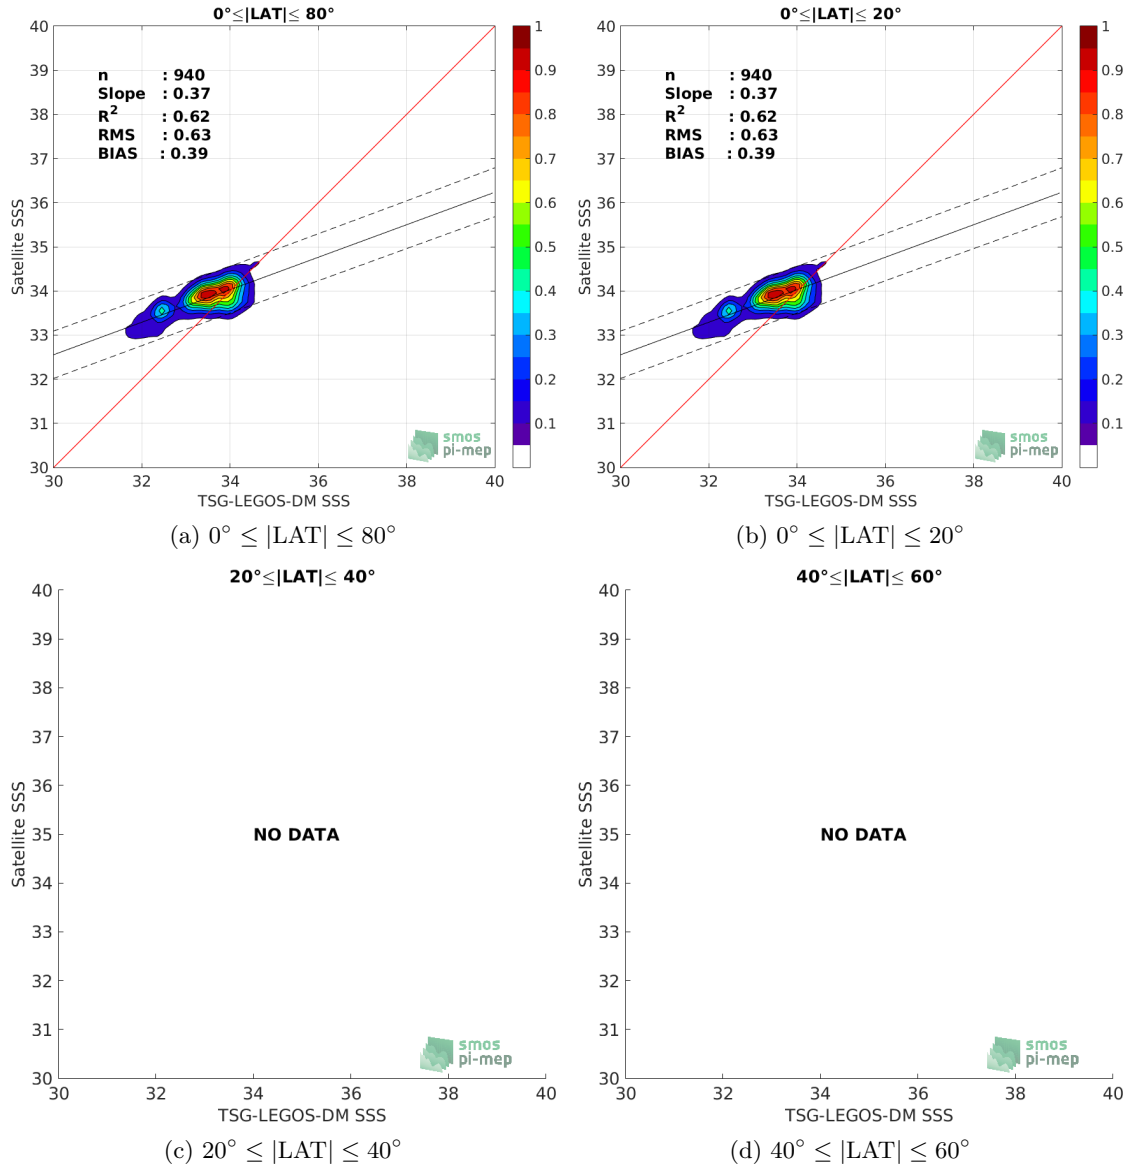 0°≤|LAT|≤ 80°
40
39
38
37
36
35
34
33
32
31
30
30 32 34 36 38 40
Satellite SSS
TSG-LEGOS-DM SSS
n : 940
Slope : 0.37
R² : 0.62
RMS : 0.63
BIAS : 0.39
smos
pi-mep
1
0.9
0.8
0.7
0.6
0.5
0.4
0.3
0.2
0.1
(a) 0° ≤ |LAT| ≤ 80°
0°≤|LAT|≤ 20°
40
39
38
37
36
35
34
33
32
31
30
30 32 34 36 38 40
Satellite SSS
TSG-LEGOS-DM SSS
n : 940
Slope : 0.37
R² : 0.62
RMS : 0.63
BIAS : 0.39
smos
pi-mep
1
0.9
0.8
0.7
0.6
0.5
0.4
0.3
0.2
0.1
(b) 0° ≤ |LAT| ≤ 20°
20°≤|LAT|≤ 40°
40
39
38
37
36
35
34
33
32
31
30
30 32 34 36 38 40
Satellite SSS
TSG-LEGOS-DM SSS
NO DATA
smos
pi-mep
(c) 20° ≤ |LAT| ≤ 40°
40°≤|LAT|≤ 60°
40
39
38
37
36
35
34
33
32
31
30
30 32 34 36 38 40
Satellite SSS
TSG-LEGOS-DM SSS
NO DATA
smos
pi-mep
(d) 40° ≤ |LAT| ≤ 60°